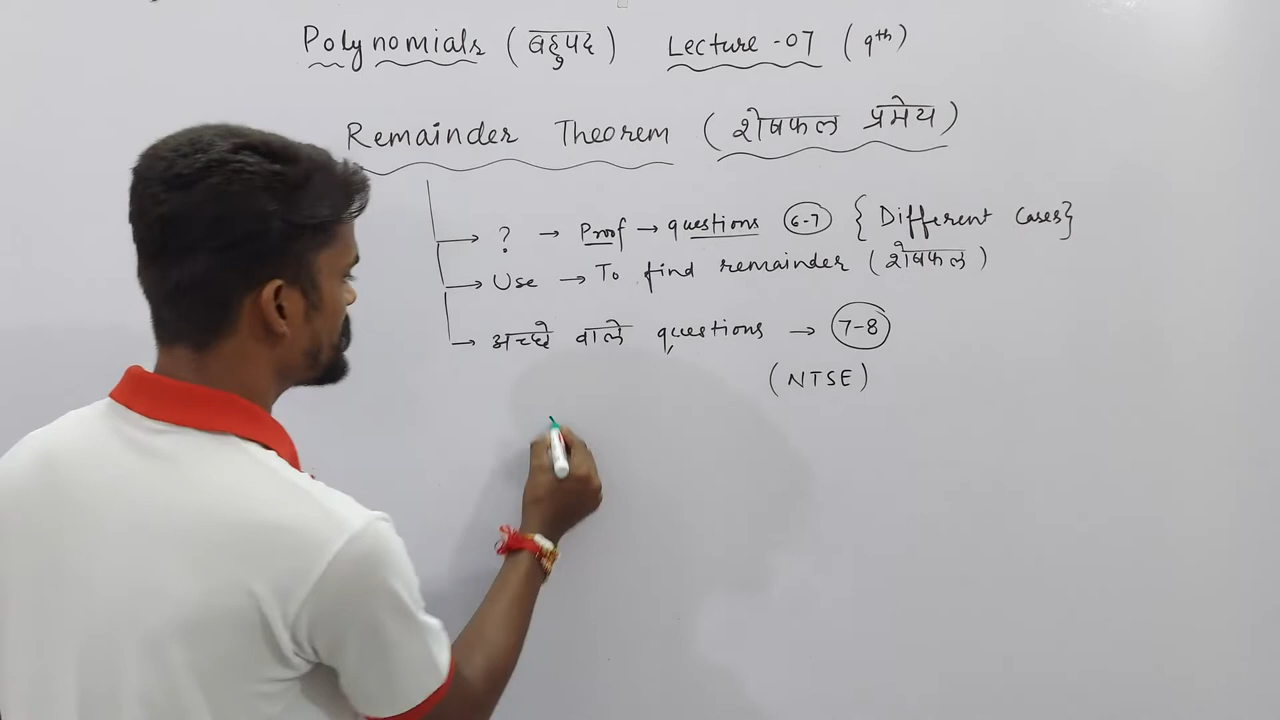 Polynomials (बहुपद) Lecture -07 (9th)
Remainder Theorem (शेषफल प्रमेय)
? → Proof → questions 6-7 {Different Cases}
Use → To find remainder (शेषफल)
→ अच्छे वाले questions → 7-8
(NTSE)